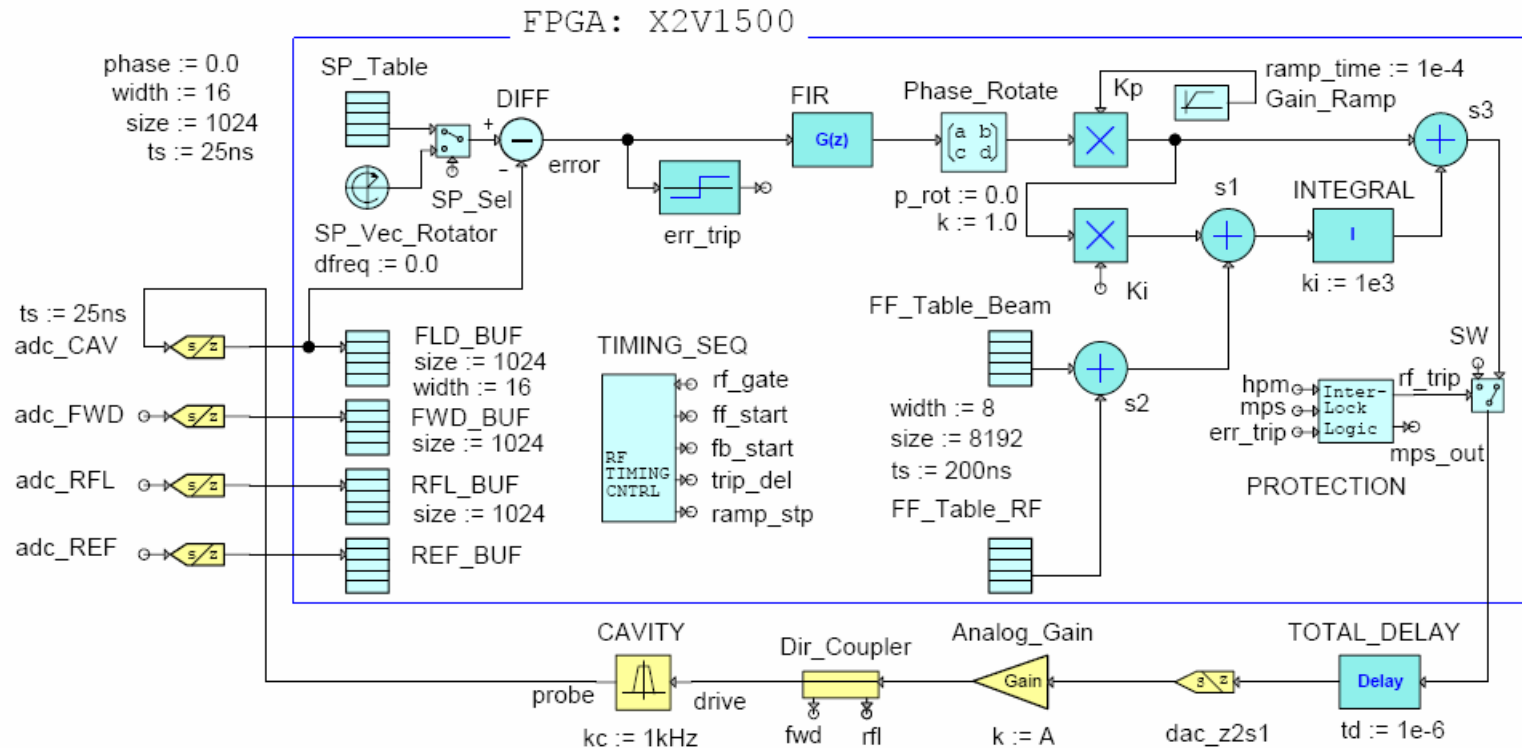 FPGA: X2V1500
phase := 0.0
width := 16
size := 1024
ts := 25ns
SP_Table
DIFF
+
−
−
error
SP_Sel
SP_Vec_Rotator
dfreq := 0.0
err_trip
FIR
G(z)
Phase_Rotate
(a b)
(c d)
p_rot := 0.0
k := 1.0
Kp
×
ramp_time := 1e-4
Gain_Ramp
s3
+
×
Ki
s1
+
INTEGRAL
I
ki := 1e3
ts := 25ns
adc_CAV
s/z
FLD_BUF
size := 1024
width := 16
adc_FWD
s/z
FWD_BUF
size := 1024
adc_RFL
s/z
RFL_BUF
size := 1024
adc_REF
s/z
REF_BUF
TIMING_SEQ
RF
TIMING
CNTRL
rf_gate
ff_start
fb_start
trip_del
ramp_stp
FF_Table_Beam
width := 8
size := 8192
ts := 200ns
+
s2
FF_Table_RF
SW
hpm
mps
err_trip
Inter-
Lock
Logic
rf_trip
mps_out
PROTECTION
CAVITY
probe
drive
kc := 1kHz
Dir_Coupler
fwd
rfl
Analog_Gain
Gain
k := A
s z
dac_z2s1
TOTAL_DELAY
Delay
td := 1e-6